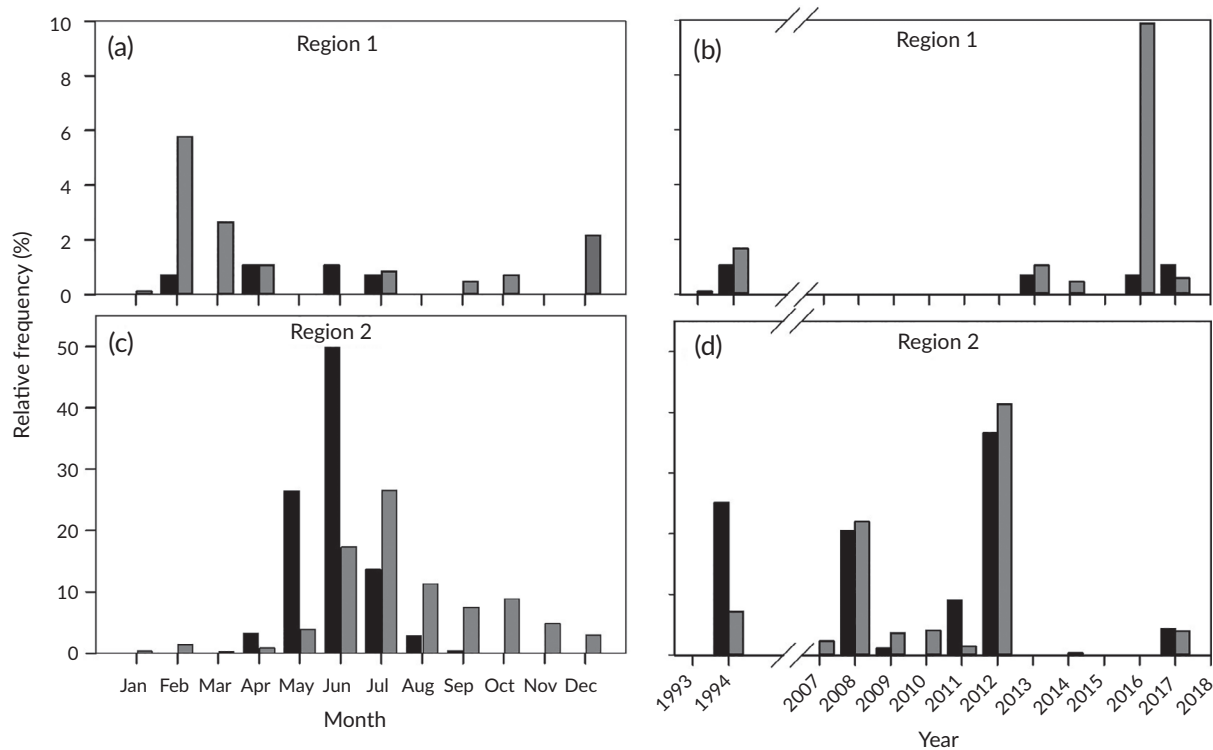 (a)
Region 1
10
8
6
4
2
0
(b)
Region 1
Relative frequency (%)
(c)
Region 2
50
40
30
20
10
0
Jan Feb Mar Apr May Jun Jul Aug Sep Oct Nov Dec
Month
(d)
Region 2
1993 1994 2007 2008 2009 2010 2011 2012 2013 2014 2015 2016 2017 2018
Year